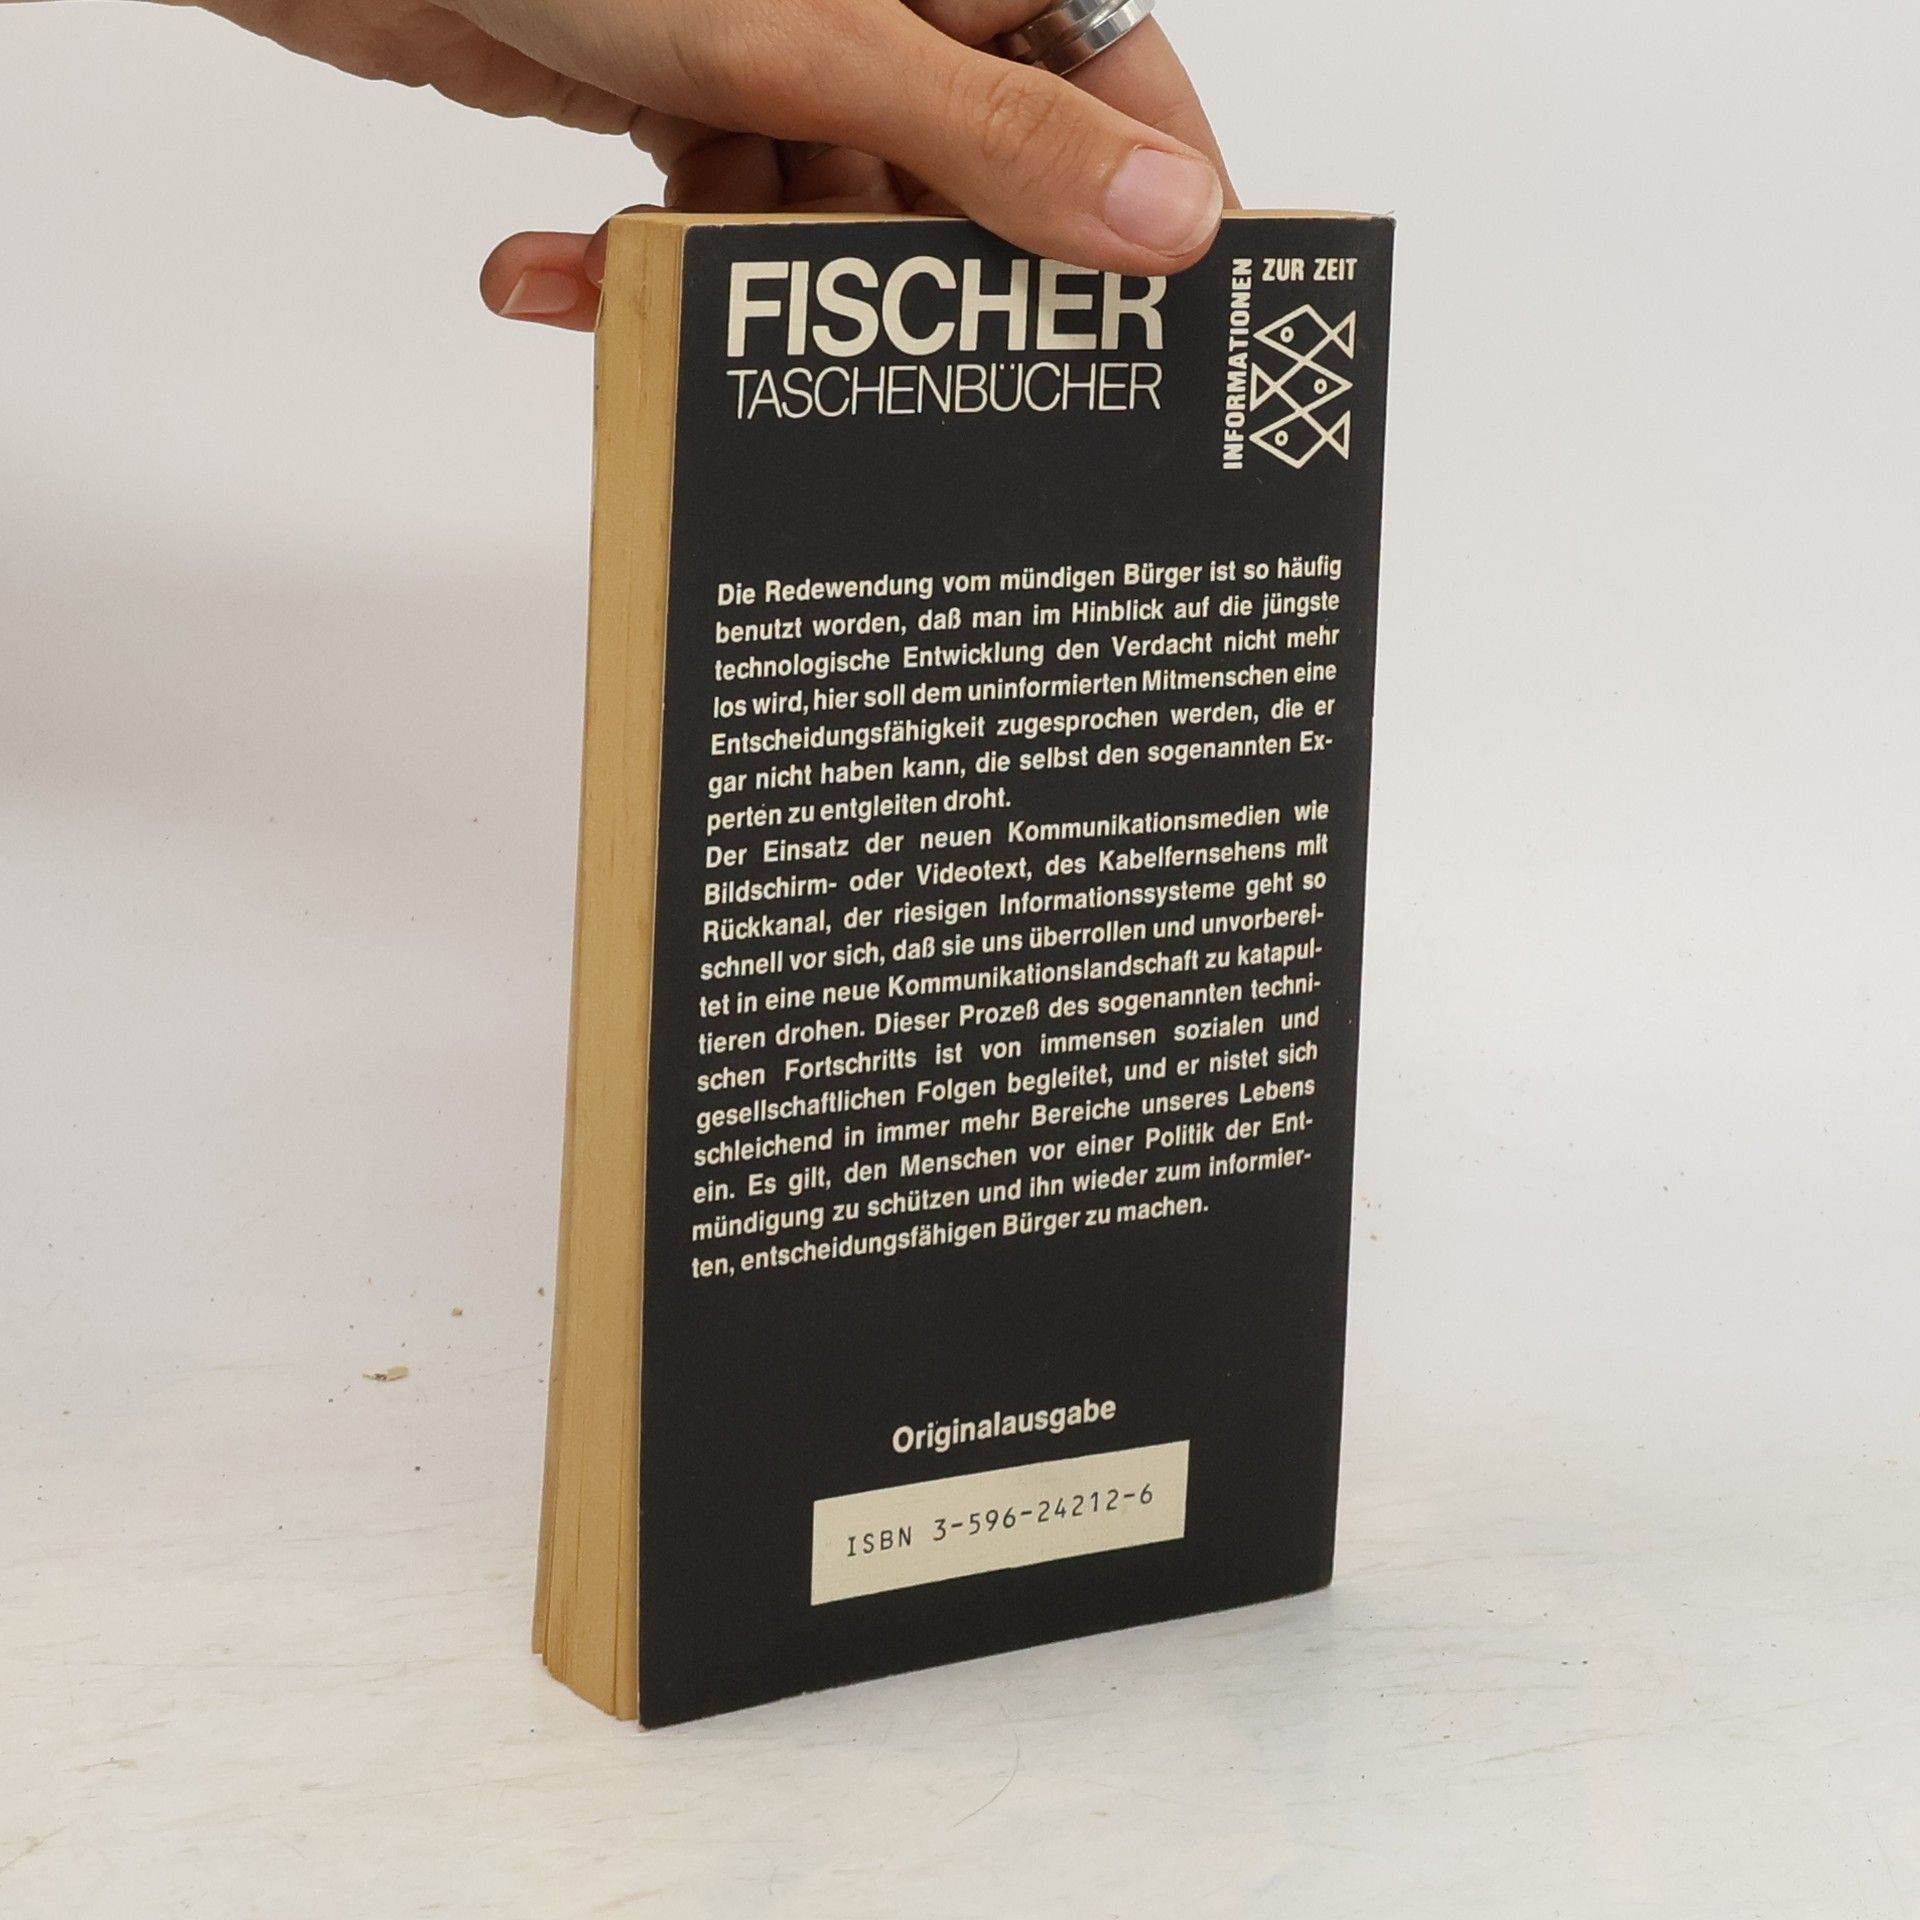 FISCHER
TASCHENBÜCHER
INFORMATIONEN
ZUR ZEIT
Die Redewendung vom mündigen Bürger ist so häufig
benutzt worden, daß man im Hinblick auf die jüngste
technologische Entwicklung den Verdacht nicht mehr
los wird, hier soll dem uninformierten Mitmenschen eine
Entscheidungsfähigkeit zugesprochen werden, die er
gar nicht haben kann, die selbst den sogenannten Ex-
perten zu entgleiten droht.
Der Einsatz der neuen Kommunikationsmedien wie
Bildschirm- oder Videotext, des Kabelfernsehens mit
Rückkanal, der riesigen Informationssysteme geht so
schnell vor sich, daß sie uns überrollen und unvorberei-
tet in eine neue Kommunikationslandschaft zu katapul-
tieren drohen. Dieser Prozeß des sogenannten techni-
schen Fortschritts ist von immensen sozialen und
gesellschaftlichen Folgen begleitet, und er nistet sich
schleichend in immer mehr Bereiche unseres Lebens
ein. Es gilt, den Menschen vor einer Politik der Ent-
mündigung zu schützen und ihn wieder zum informier-
ten, entscheidungsfähigen Bürger zu machen.
Originalausgabe
ISBN 3-596-24212-6